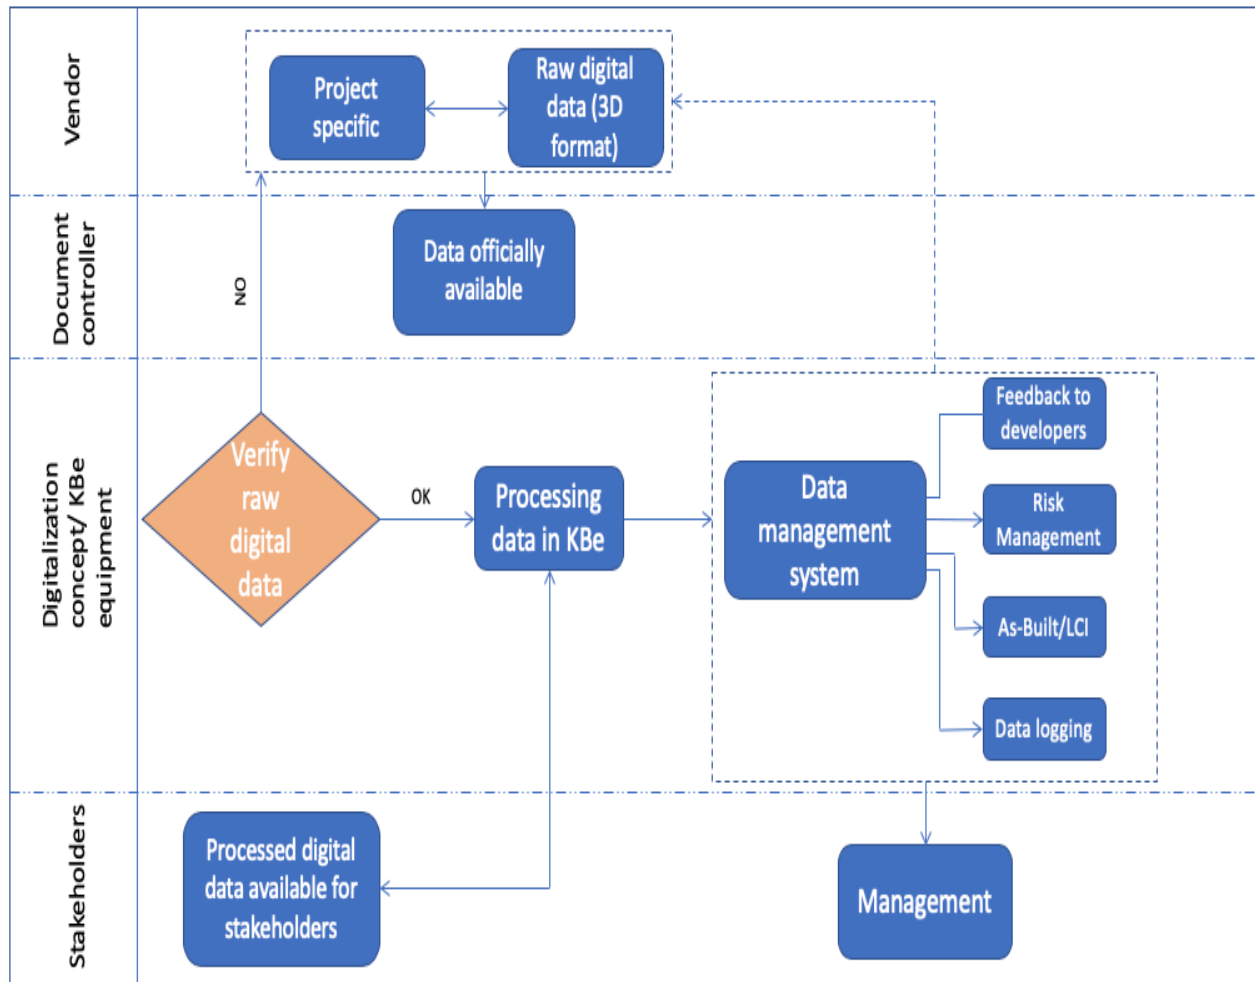 Vendor
Project
specific
Raw digital
data (3D
format)
Document
controller
Data officially
available
NO
Digitalization
concept/ KBe
equipment
Verify
raw
digital
data
OK
Processing
data in KBe
Data
management
system
Feedback to
developers
Risk
Management
As-Built/LCI
Data logging
Stakeholders
Processed digital
data available for
stakeholders
Management